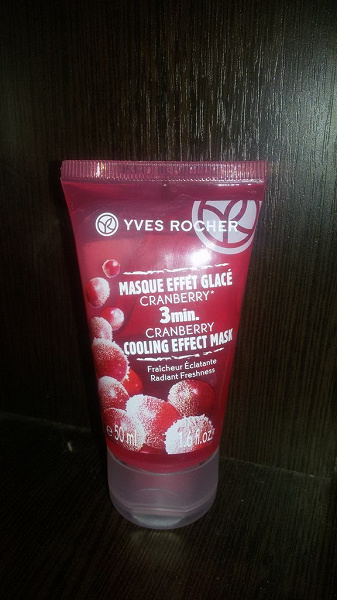 YVES ROCHER
MASQUE EFFET GLACÉ
CRANBERRY*
3min.
CRANBERRY
COOLING EFFECT MASK
Fraîcheur Éclatante
Radiant Freshness
℮ 50 ml 1.6 fl.oz.